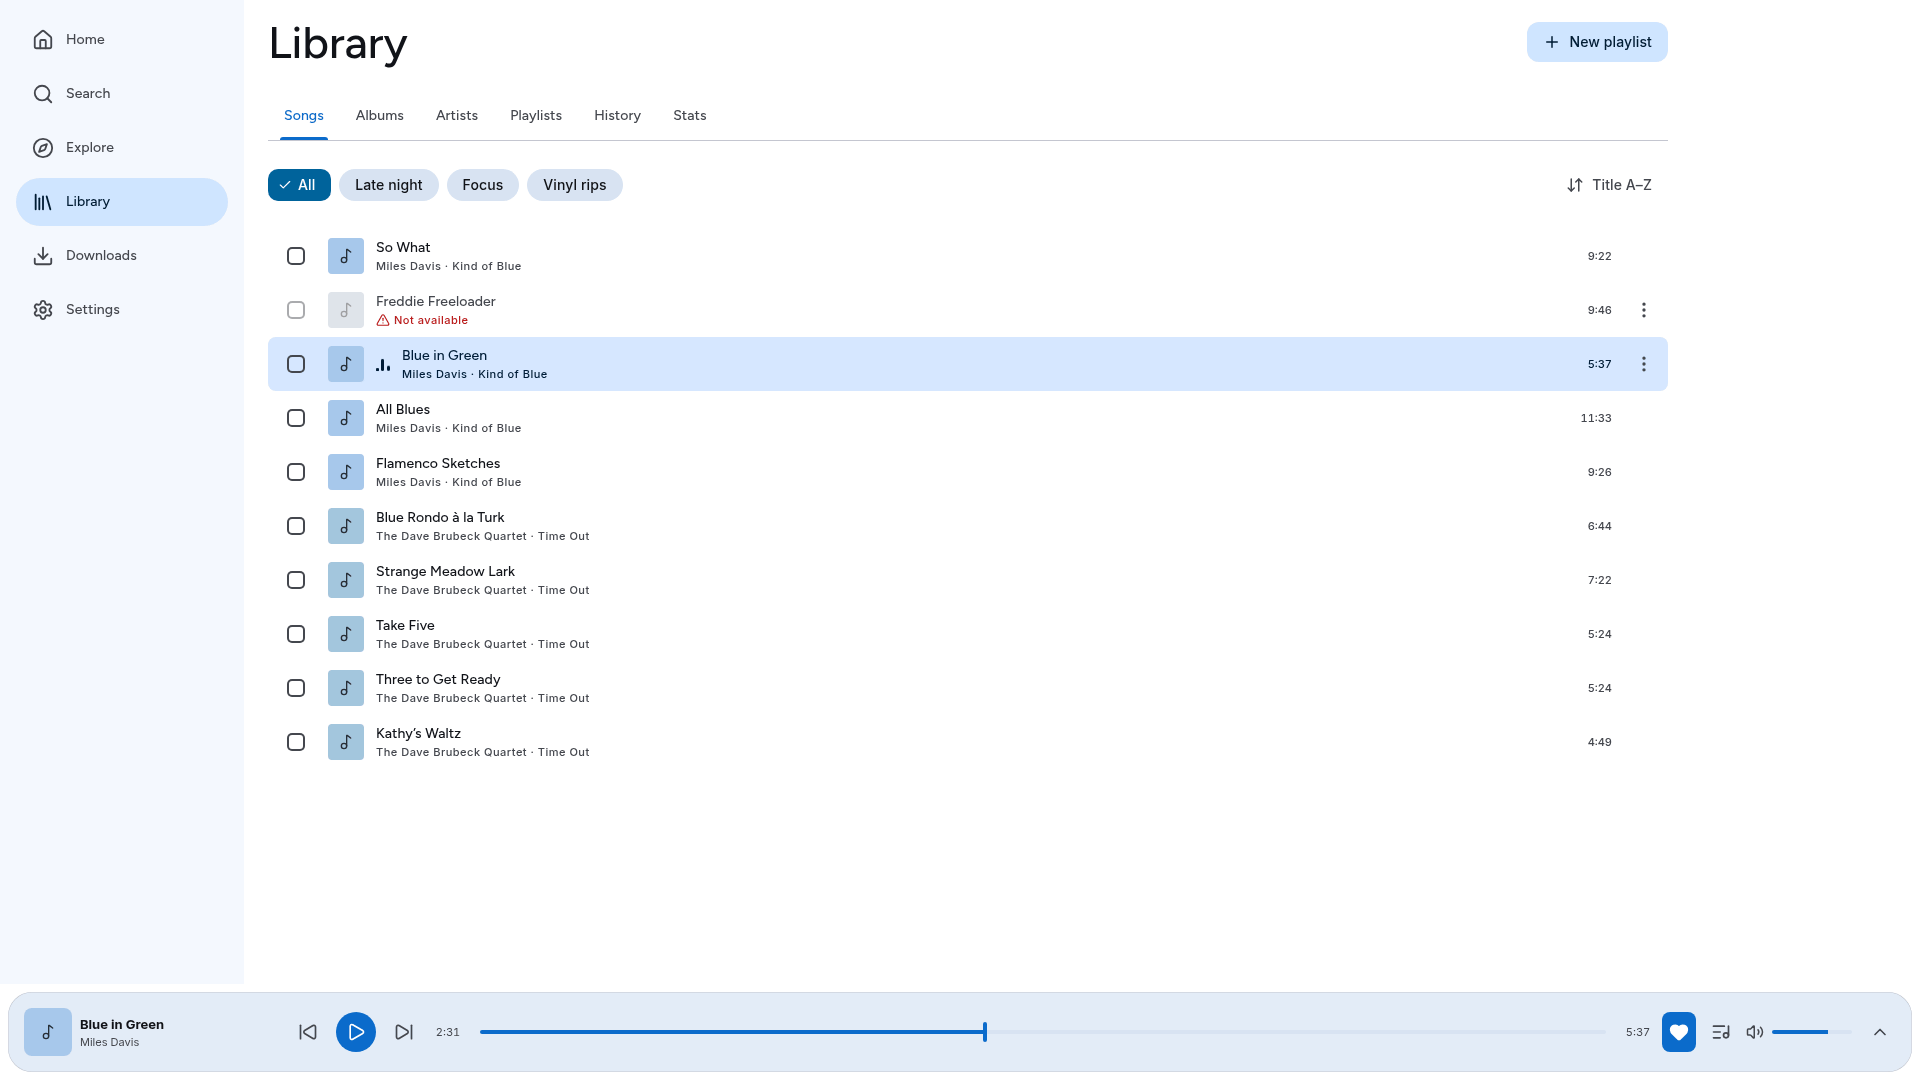 Home
Search
Explore
Library
Downloads
Settings
Library
New playlist
Songs
Albums
Artists
Playlists
History
Stats
All
Late night
Focus
Vinyl rips
Title A–Z
So What
Miles Davis · Kind of Blue
9:22
Freddie Freeloader
Not available
9:46
Blue in Green
Miles Davis · Kind of Blue
5:37
All Blues
Miles Davis · Kind of Blue
11:33
Flamenco Sketches
Miles Davis · Kind of Blue
9:26
Blue Rondo à la Turk
The Dave Brubeck Quartet · Time Out
6:44
Strange Meadow Lark
The Dave Brubeck Quartet · Time Out
7:22
Take Five
The Dave Brubeck Quartet · Time Out
5:24
Three to Get Ready
The Dave Brubeck Quartet · Time Out
5:24
Kathy’s Waltz
The Dave Brubeck Quartet · Time Out
4:49
Blue in Green
Miles Davis
2:31
5:37